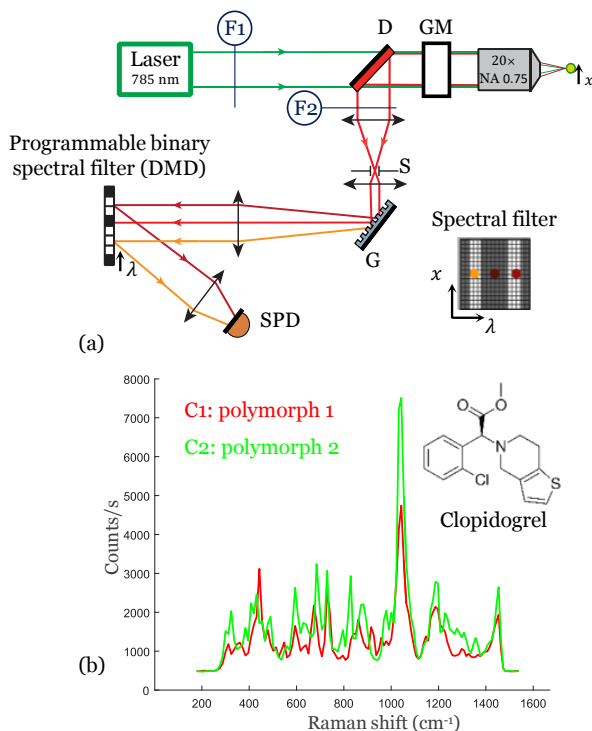 F1
D
GM
Laser
785 nm
20×
NA 0.75
x
F2
Programmable binary
spectral filter (DMD)
S
λ
G
Spectral filter
x
λ
SPD
(a)
8000
7000
6000
5000
4000
3000
2000
1000
0
Counts/s
C1: polymorph 1
C2: polymorph 2
O
O
N
Cl
S
Clopidogrel
(b)
200
400
600
800
1000
1200
1400
1600
Raman shift (cm⁻¹)